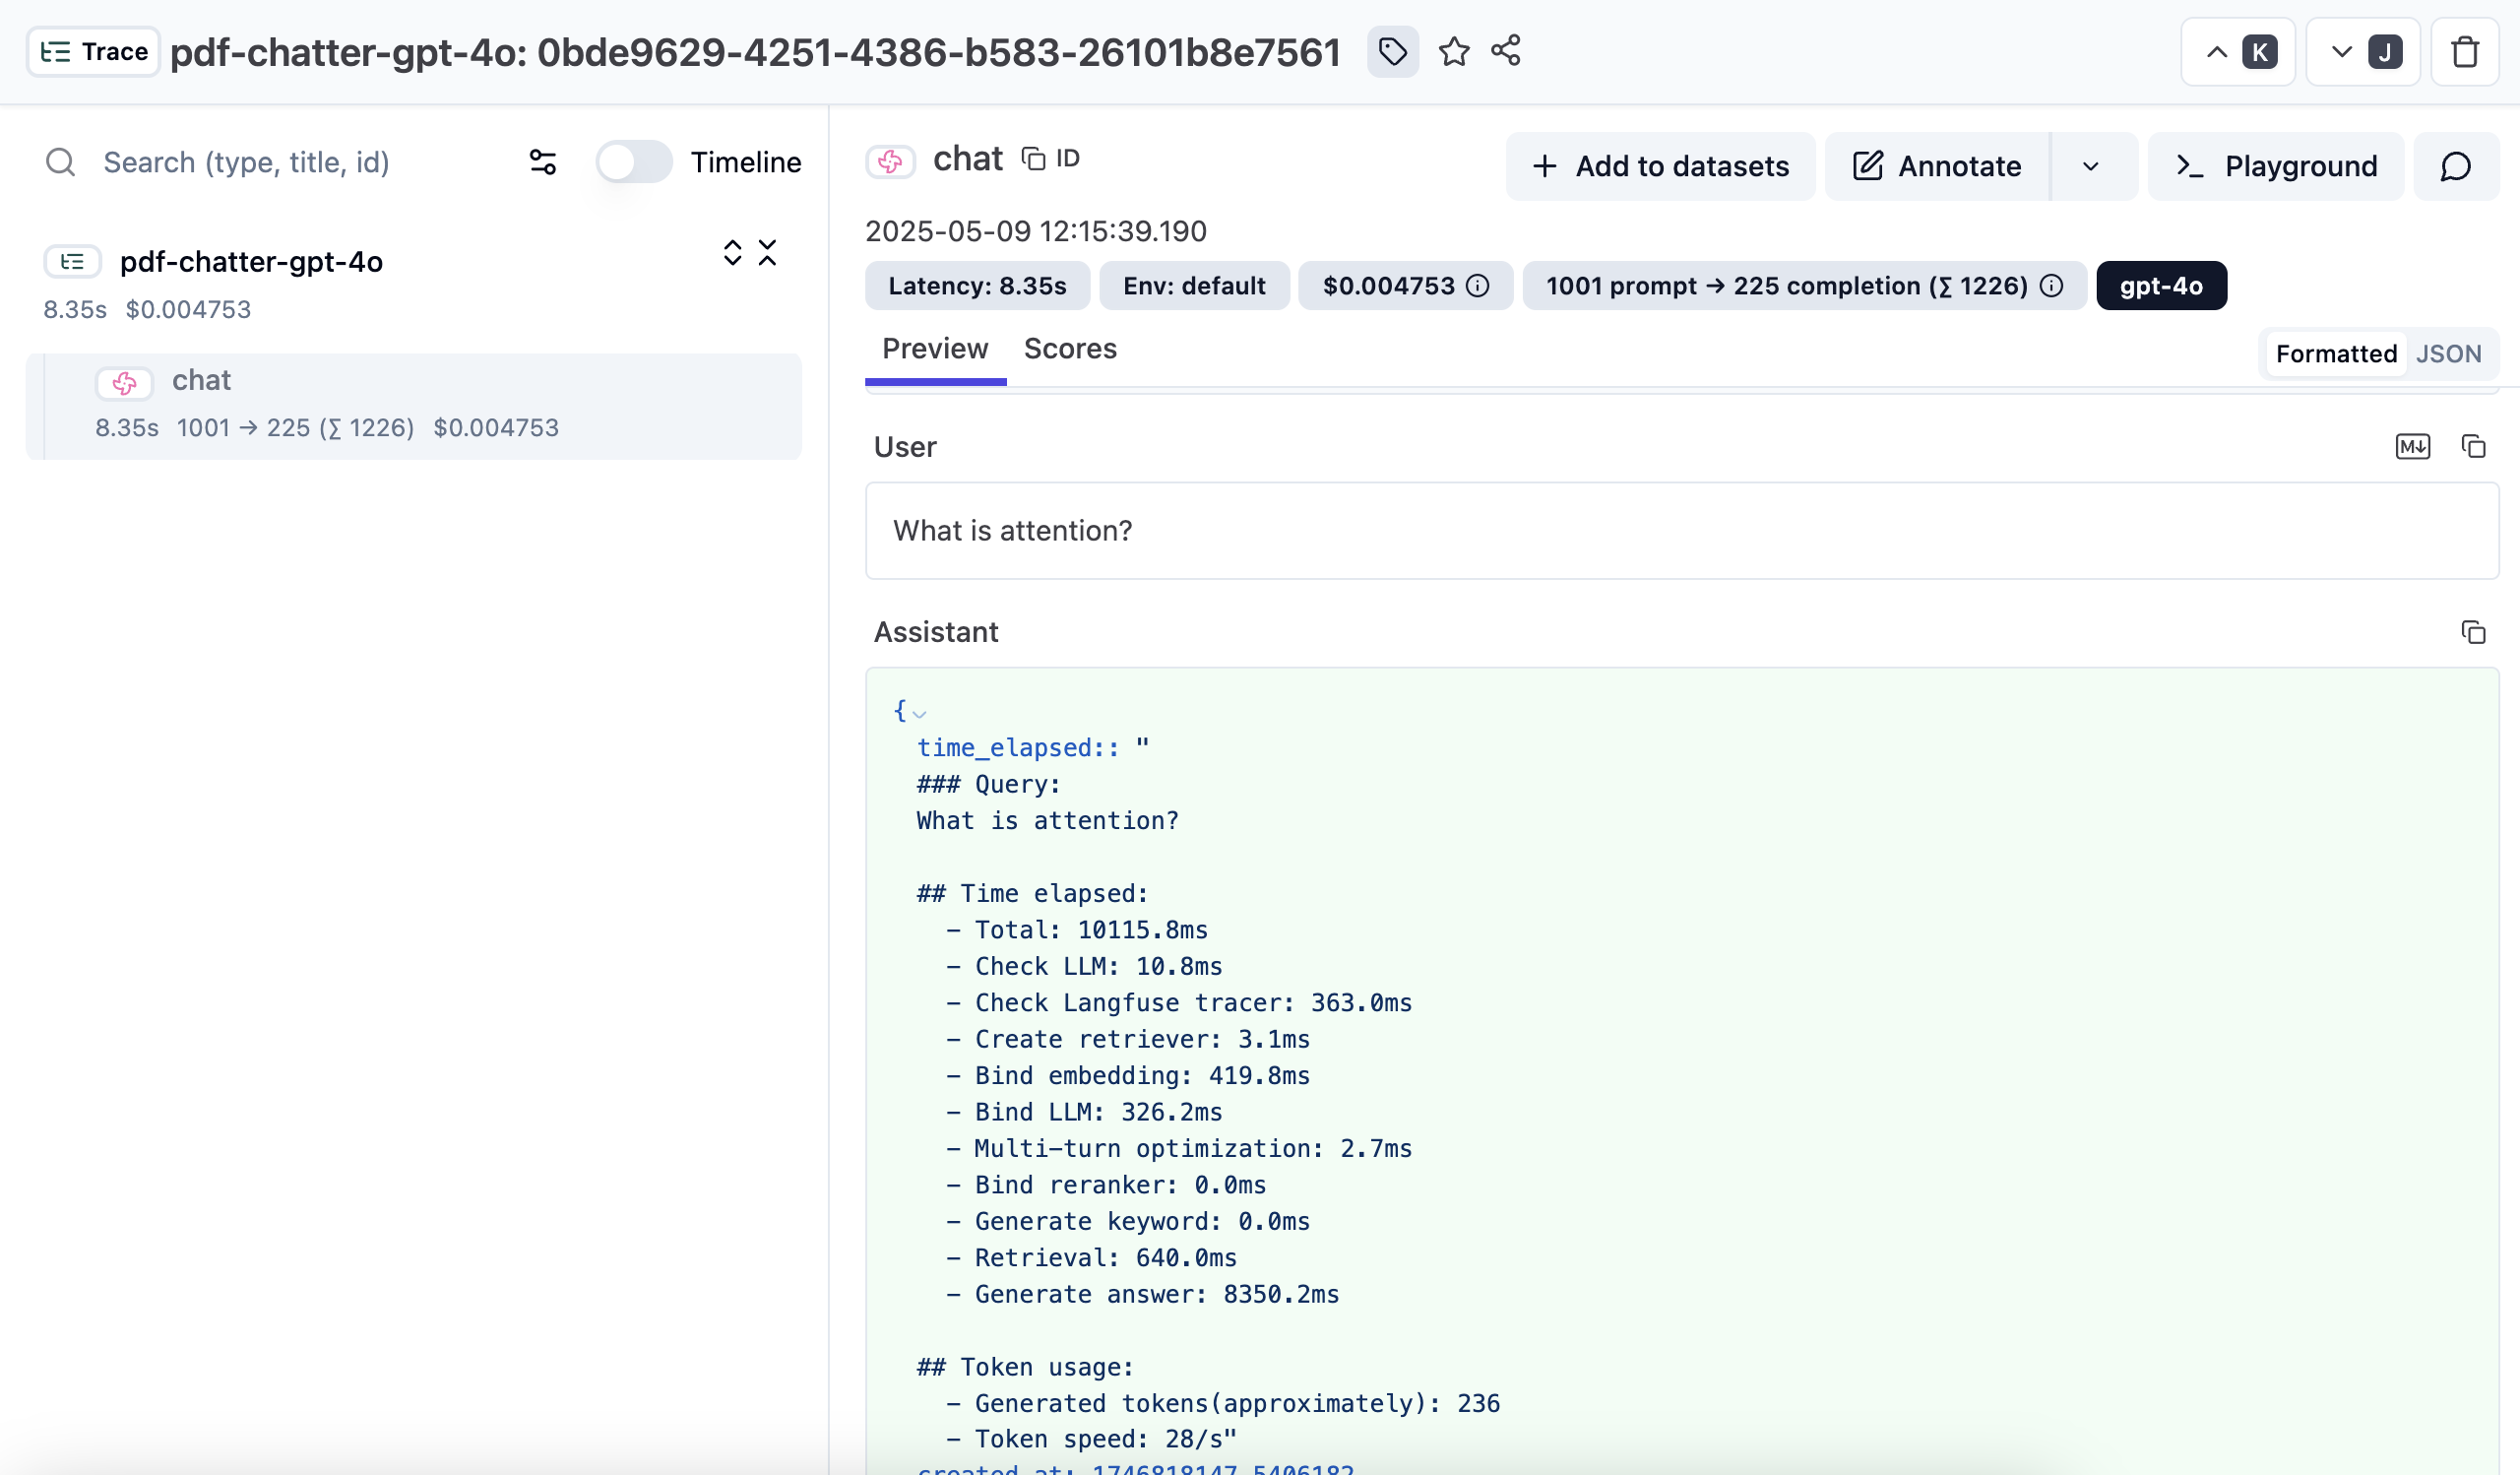 Trace pdf-chatter-gpt-4o: 0bde9629-4251-4386-b583-26101b8e7561 K J
Search (type, title, id) Timeline
pdf-chatter-gpt-4o
8.35s $0.004753
chat
8.35s 1001 → 225 (∑ 1226) $0.004753
chat ID
Add to datasets Annotate Playground
2025-05-09 12:15:39.190
Latency: 8.35s Env: default $0.004753 1001 prompt → 225 completion (∑ 1226) gpt-4o
Preview Scores
Formatted JSON
User
M↓
What is attention?
Assistant
{
time_elapsed:: "
### Query:
What is attention?
## Time elapsed:
- Total: 10115.8ms
- Check LLM: 10.8ms
- Check Langfuse tracer: 363.0ms
- Create retriever: 3.1ms
- Bind embedding: 419.8ms
- Bind LLM: 326.2ms
- Multi-turn optimization: 2.7ms
- Bind reranker: 0.0ms
- Generate keyword: 0.0ms
- Retrieval: 640.0ms
- Generate answer: 8350.2ms
## Token usage:
- Generated tokens(approximately): 236
- Token speed: 28/s"
created_at: 1746818147.5406182